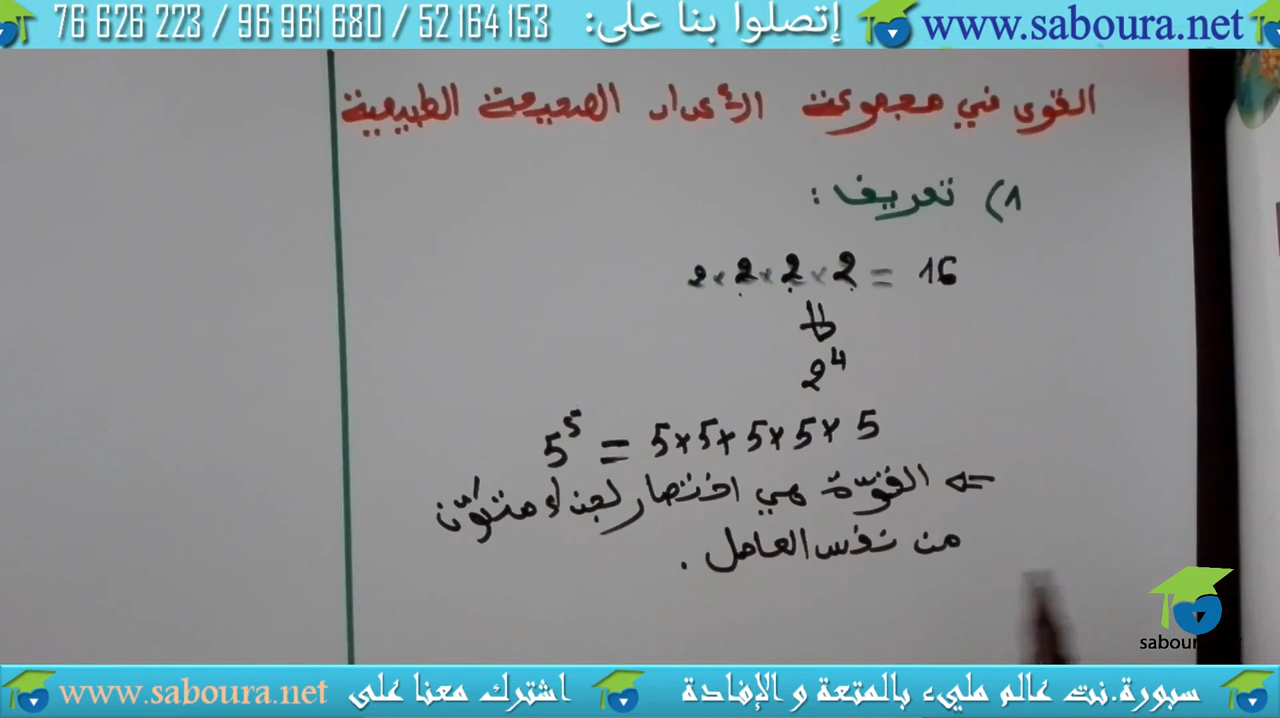 76 626 223 / 96 961 680 / 52 164 153 إتصلوا بنا على: www.saboura.net
القوى في مجموعة الأعداد الصحيحة الطبيعية
1) تعريف :
2 × 2 × 2 × 2 = 16
⇓
2⁴
5⁵ = 5 × 5 × 5 × 5 × 5
⇐ القوّة هي اختصار لجذاء متكوّن
من نفس العامل .
saboura
سبورة.نت عالم مليء بالمتعة و الإفادة اشترك معنا على www.saboura.net